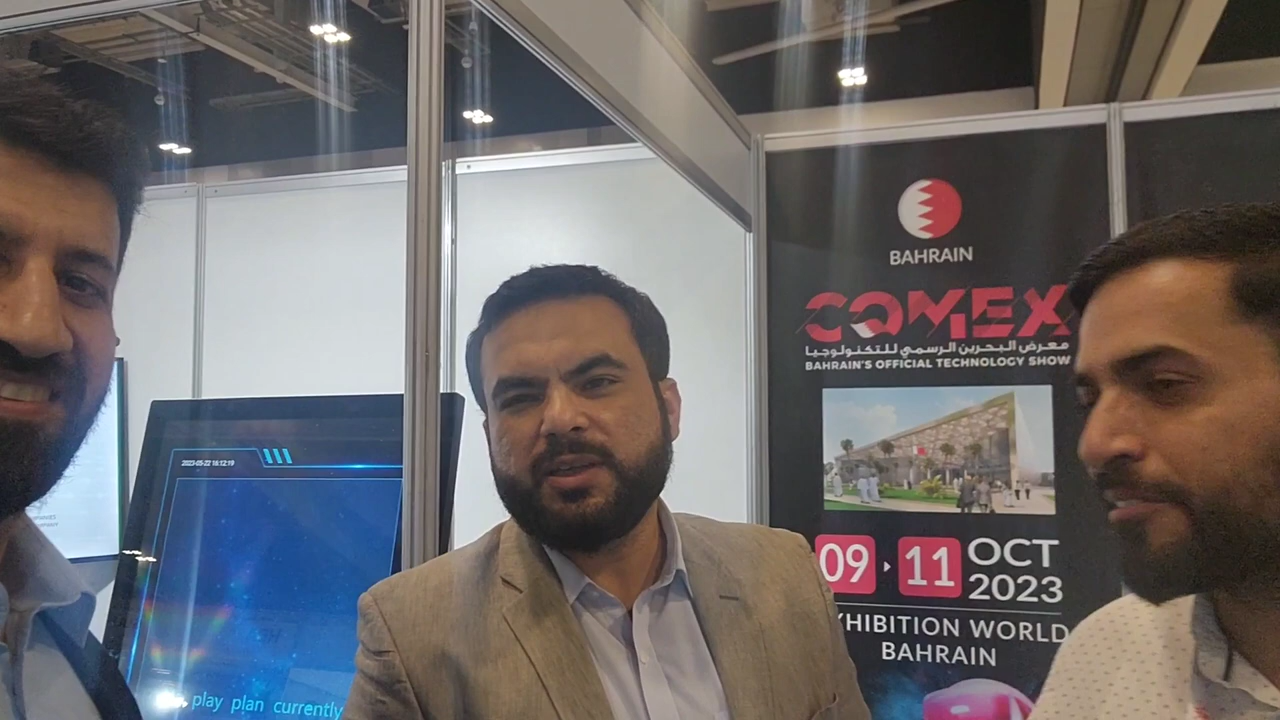 BAHRAIN
COMEX
معرض البحرين الرسمي للتكنولوجيا
BAHRAIN'S OFFICIAL TECHNOLOGY SHOW
09 11 OCT
2023
XHIBITION WORLD
BAHRAIN
2023-05-22 16:12:19
play plan currently